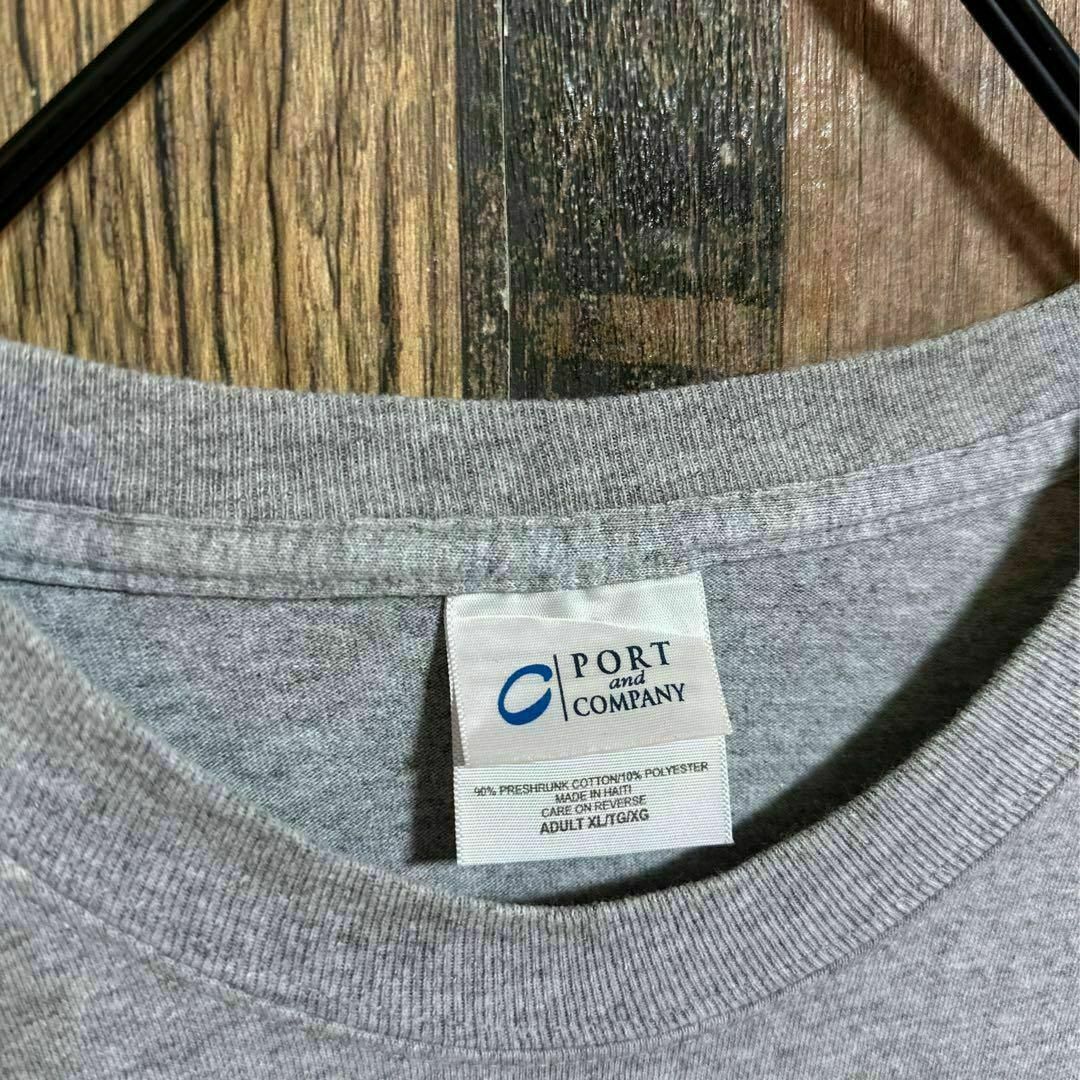 PORT
and
COMPANY
90% PRESHRUNK COTTON/10% POLYESTER
MADE IN HAITI
CARE ON REVERSE
ADULT XL/TG/XG